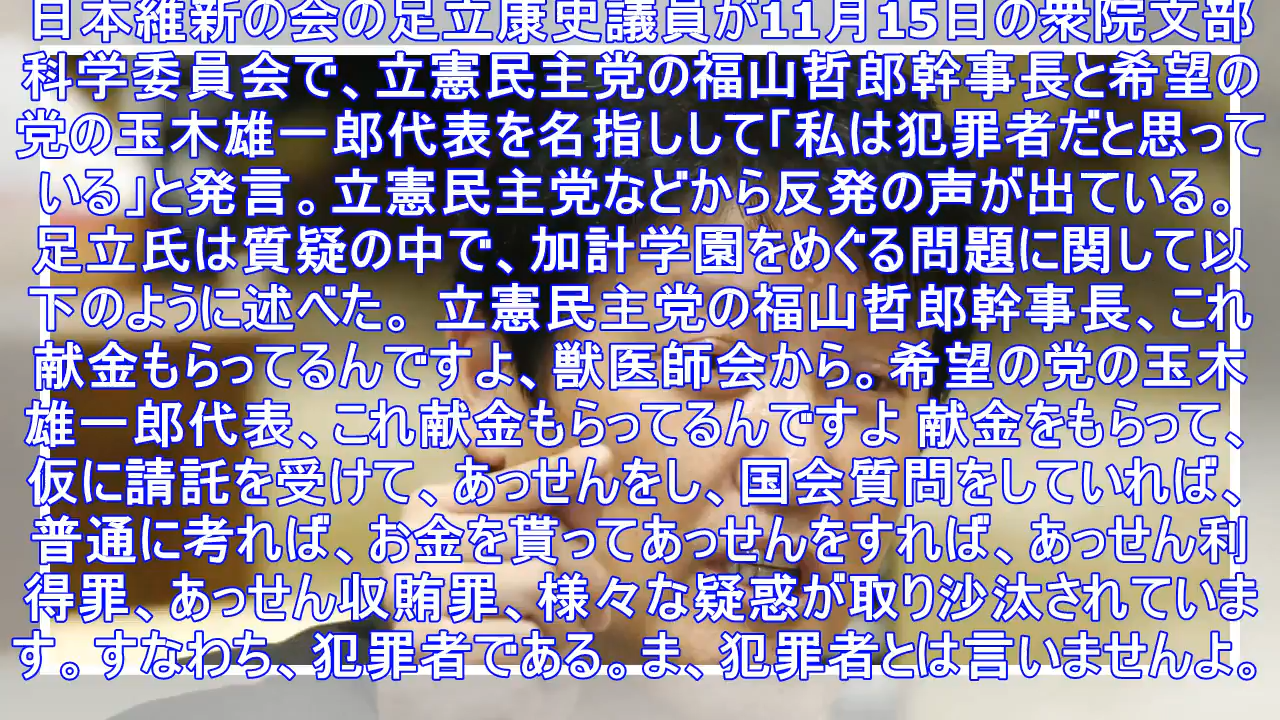 日本維新の会の足立康史議員が11月15日の衆院文部
科学委員会で、立憲民主党の福山哲郎幹事長と希望の
党の玉木雄一郎代表を名指しして「私は犯罪者だと思って
いる」と発言。立憲民主党などから反発の声が出ている。
足立氏は質疑の中で、加計学園をめぐる問題に関して以
下のように述べた。 立憲民主党の福山哲郎幹事長、これ
献金もらってるんですよ、獣医師会から。希望の党の玉木
雄一郎代表、これ献金もらってるんですよ 献金をもらって、
仮に請託を受けて、あっせんをし、国会質問をしていれば、
普通に考れば、お金を貰ってあっせんをすれば、あっせん利
得罪、あっせん収賄罪、様々な疑惑が取り沙汰されていま
す。すなわち、犯罪者である。ま、犯罪者とは言いませんよ。